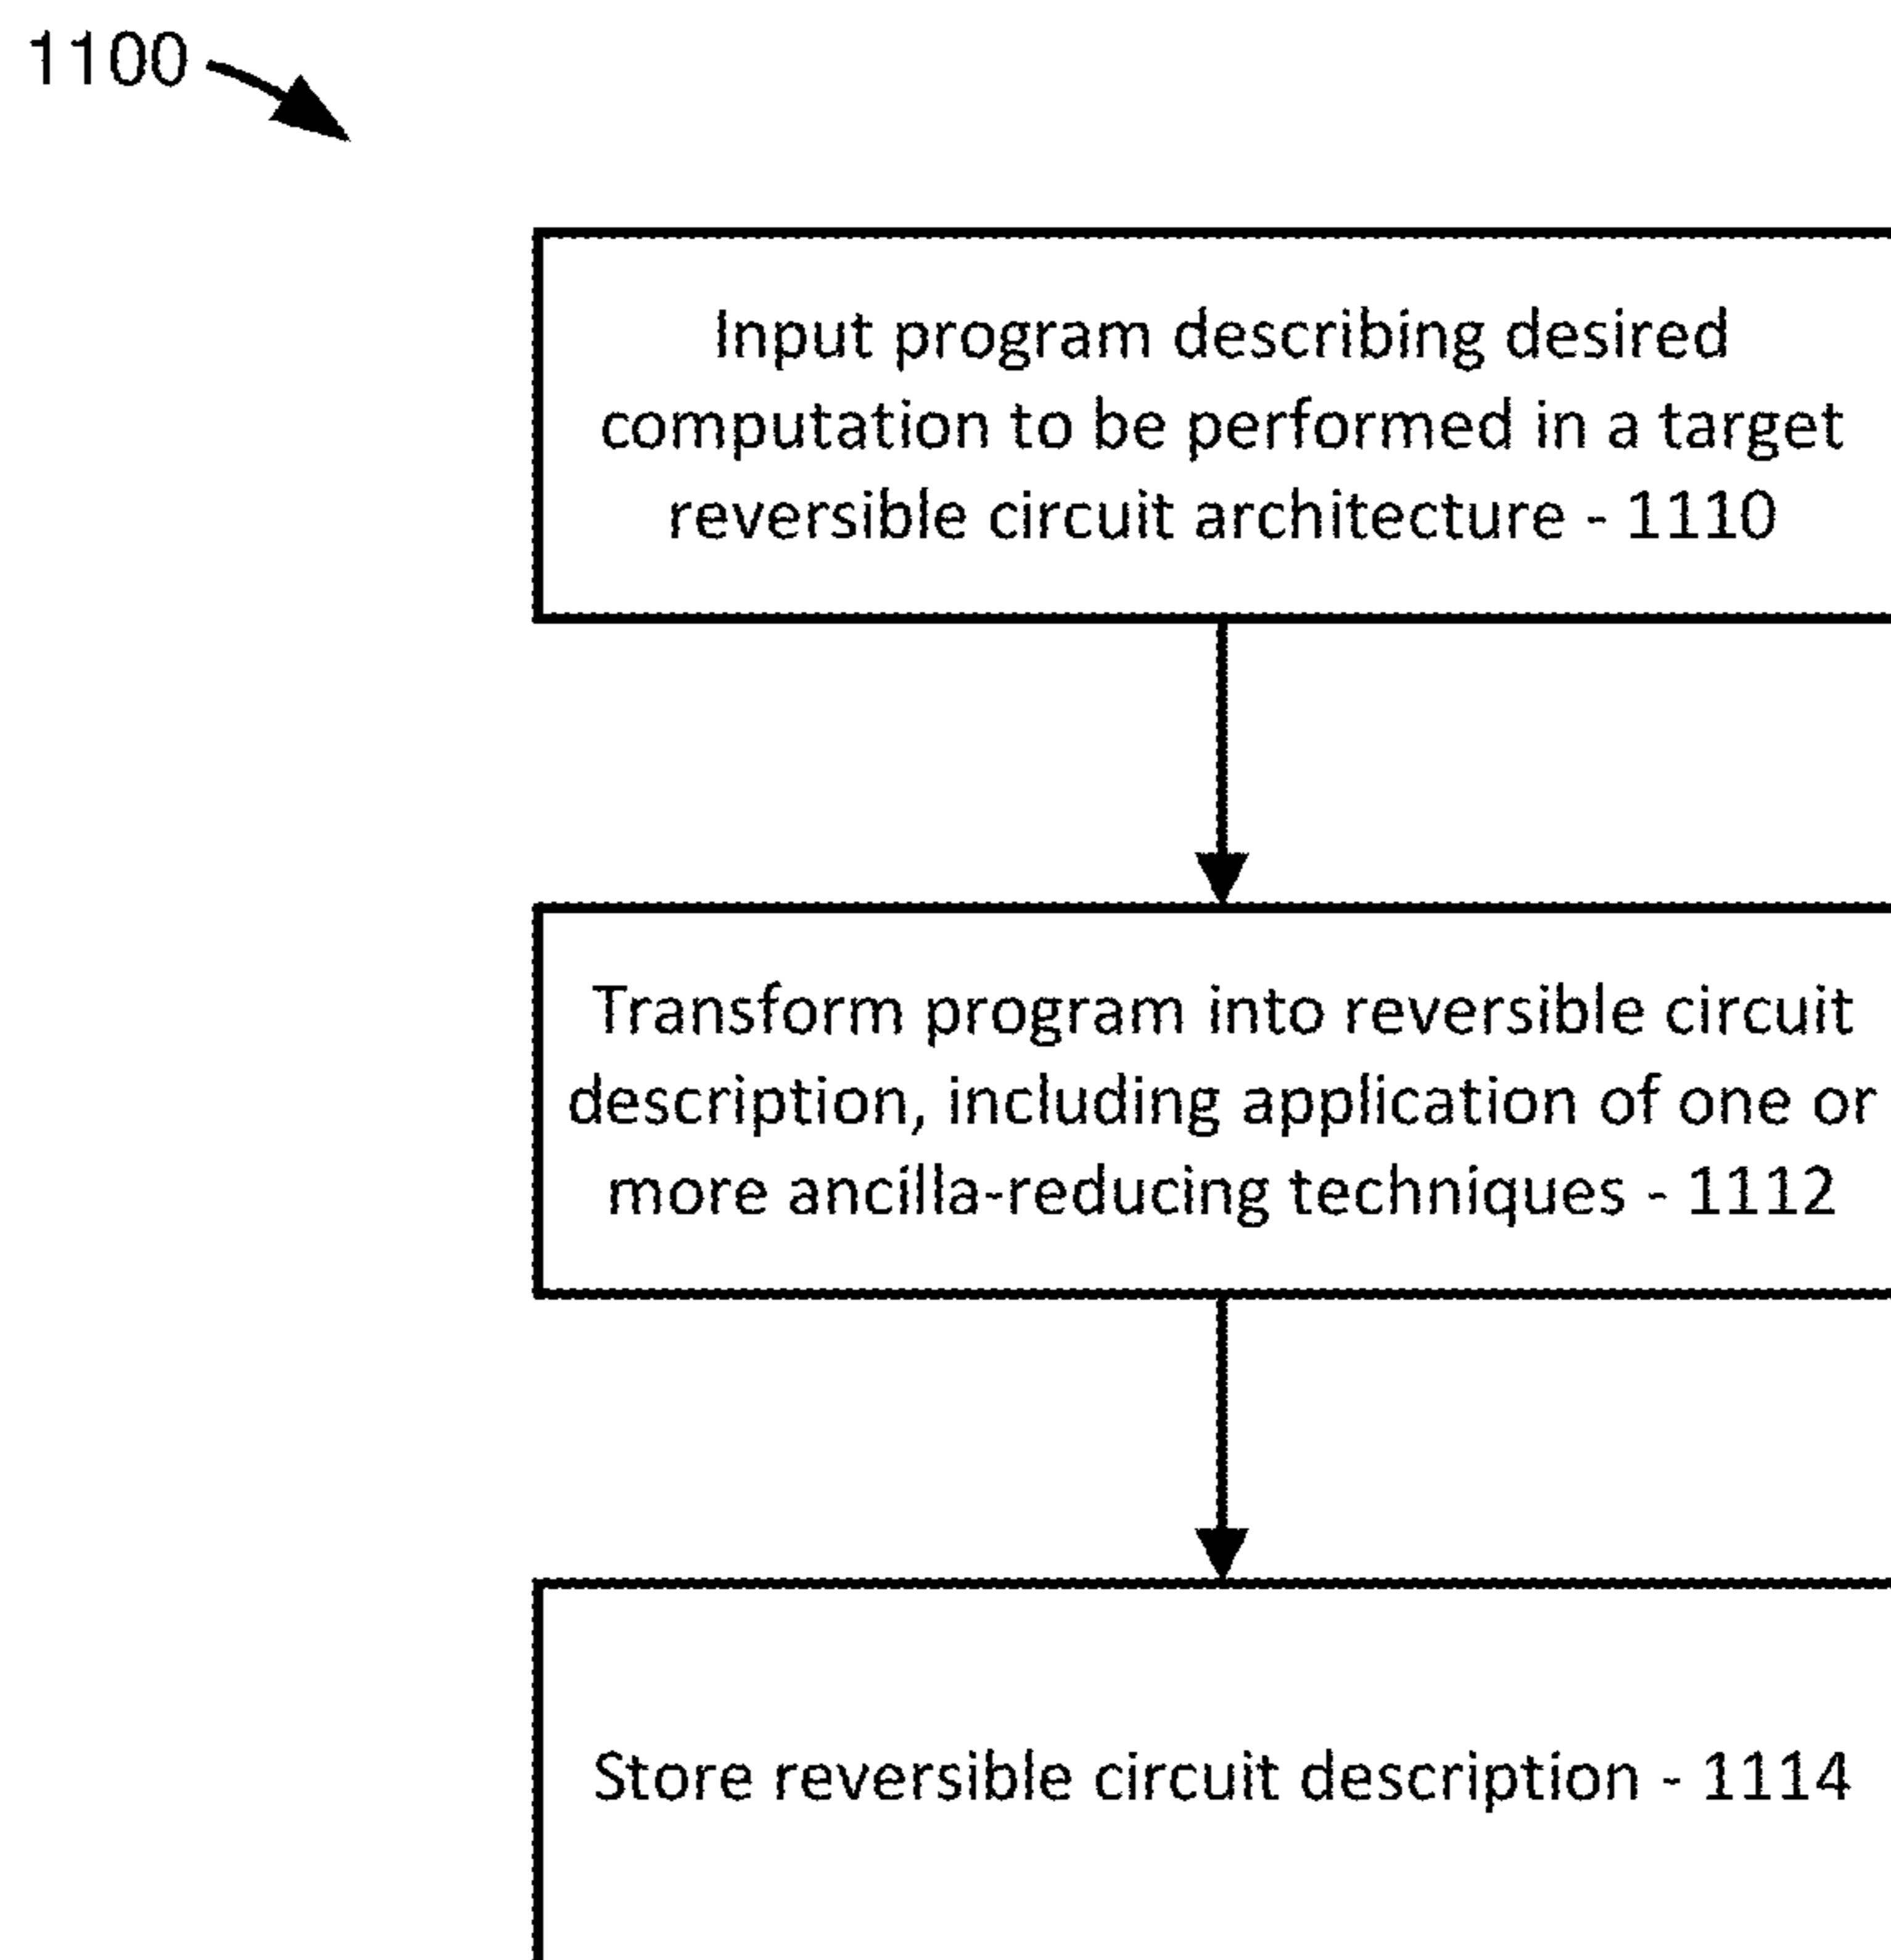 1100
Input program describing desired
computation to be performed in a target
reversible circuit architecture - 1110
Transform program into reversible circuit
description, including application of one or
more ancilla-reducing techniques - 1112
Store reversible circuit description - 1114